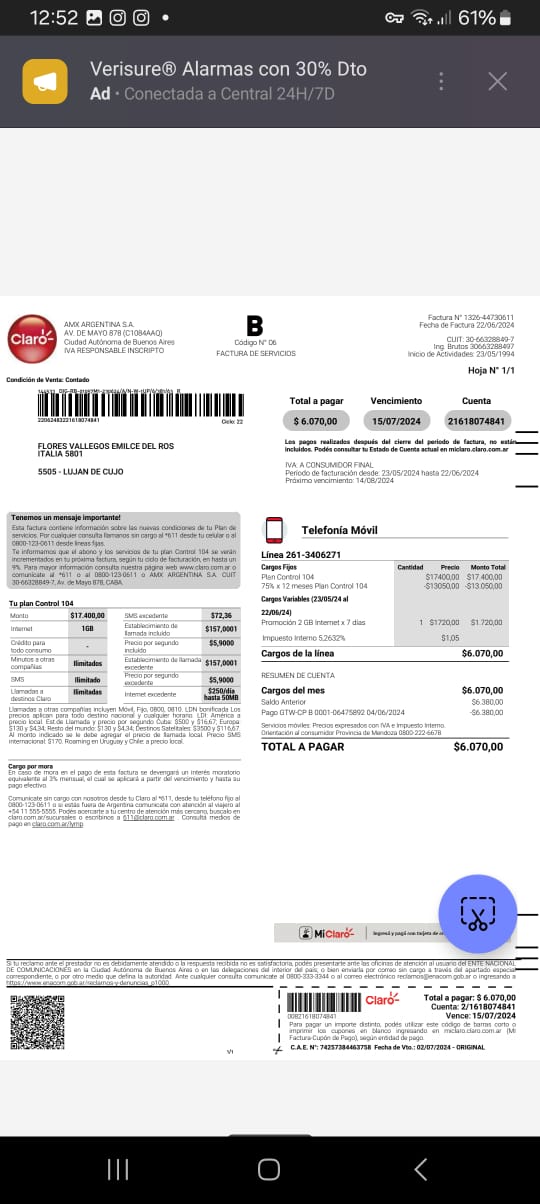 12:52
61%
Verisure® Alarmas con 30% Dto
Ad • Conectada a Central 24H/7D
Claro-
AMX ARGENTINA S.A.
AV. DE MAYO 878 (C1084AAQ)
Ciudad Autónoma de Buenos Aires
IVA RESPONSABLE INSCRIPTO
B
Código N° 06
FACTURA DE SERVICIOS
Factura N° 1326-44730611
Fecha de Factura 22/06/2024
CUIT: 30-66328849-7
Ing. Brutos 30663288497
Inicio de Actividades: 23/05/1994
Hoja N° 1/1
Condición de Venta: Contado
2206248322161807484​1
Ciclo: 22
Total a pagar
Vencimiento
Cuenta
$ 6.070,00
15/07/2024
21618074841
FLORES VALLEGOS EMILCE DEL ROS
ITALIA 5801
5505 - LUJAN DE CUJO
Los pagos realizados después del cierre del período de factura, no están
incluidos. Podés consultar tu Estado de Cuenta actual en miclaro.claro.com.ar
IVA: A CONSUMIDOR FINAL
Período de facturación desde: 23/05/2024 hasta 22/06/2024
Próximo vencimiento: 14/08/2024
Tenemos un mensaje importante!
Esta factura contiene información sobre las nuevas condiciones de tu Plan de
servicios. Por cualquier consulta llamanos sin cargo al *611 desde tu celular o al
0800-123-0611 desde líneas fijas.
Te informamos que el abono y los servicios de tu plan Control 104 se verán
incrementados en tu próxima factura, según tu ciclo de facturación, en hasta un
9%. Para mayor información consulta nuestra página web www.claro.com.ar o
comunicate al *611 o al 0800-123-0611 o AMX ARGENTINA S.A. CUIT
30-66328849-7, Av. de Mayo 878, CABA.
Telefonía Móvil
Línea 261-3406271
Cargos Fijos Cantidad Precio Monto Total
Plan Control 104 $17400,00 $17.400,00
75% x 12 meses Plan Control 104 -$13050,00 -$13.050,00
Cargos Variables (23/05/24 al
22/06/24)
Promoción 2 GB Internet x 7 días 1 $1720,00 $1.720,00
Impuesto Interno 5,2632% $1,05
Cargos de la línea $6.070,00
RESUMEN DE CUENTA
Cargos del mes $6.070,00
Saldo Anterior $6.380,00
Pago GTW-CP B 0001-06475892 04/06/2024 -$6.380,00
Servicios móviles: Precios expresados con IVA e Impuesto Interno.
Orientación al consumidor Provincia de Mendoza 0800-222-6678
TOTAL A PAGAR $6.070,00
Tu plan Control 104
Monto $17.400,00 SMS excedente $72,36
Internet 1GB Establecimiento de llamada incluido $157,0001
Crédito para todo consumo - Precio por segundo incluido $5,9000
Minutos a otras compañías Ilimitados Establecimiento de llamada excedente $157,0001
SMS Ilimitado Precio por segundo excedente $5,9000
Llamadas a destinos Claro Ilimitadas Internet excedente $250/día hasta 50MB
Llamadas a otras compañías incluyen Móvil, Fijo, 0800, 0810. LDN bonificada Los
precios aplican para todo destino nacional y cualquier horario. LDI: América a
precio local. Est.de Llamada y precio por segundo Cuba: $500 y $16,67; Europa:
$130 y $4,34; Resto del mundo: $130 y $4,34; Destinos Satelitales: $3500 y $116,67.
Al monto indicado se le debe agregar el precio de llamada local. Precio SMS
internacional: $170. Roaming en Uruguay y Chile: a precio local.
Cargo por mora
En caso de mora en el pago de esta factura se devengará un interés moratorio
equivalente al 3% mensual, el cual se aplicará a partir del vencimiento y hasta su
pago efectivo.
Comunicate sin cargo con nosotros desde tu Claro al *611, desde tu teléfono fijo al
0800-123-0611 o si estás fuera de Argentina comunicate con atención al viajero al
+54 11 555-5555. Podés acercarte a tu centro de atención más cercano, buscalo en
claro.com.ar/sucursales o escribinos a 611@claro.com.ar . Consultá medios de
pago en claro.com.ar/lymp
MiClaro-
Ingresá y pagá con tarjeta de
Si tu reclamo ante el prestador no es debidamente atendido o la respuesta recibida no es satisfactoria, podés presentarte ante las oficinas de atención al usuario del ENTE NACIONAL
DE COMUNICACIONES en la Ciudad Autónoma de Buenos Aires o en las delegaciones del interior del país; o bien enviarla por correo sin cargo a través del apartado especial
correspondiente, o por otro medio que defina la autoridad. Ante cualquier consulta comunicate al 0800-333-3344 o por correo electrónico reclamos@enacom.gob.ar o ingresando a
https://www.enacom.gob.ar/reclamos-y-denuncias_p1000.
Claro-
00821618074841
Total a pagar: $ 6.070,00
Cuenta: 2/1618074841
Vence: 15/07/2024
Para pagar un importe distinto, podés utilizar este código de barras corto o
imprimir los cupones en blanco ingresando en miclaro.claro.com.ar (Mi
Factura-Cupón de Pago), según entidad de pago.
C.A.E. N°: 74257384463758 Fecha de Vto.: 02/07/2024 - ORIGINAL
V1